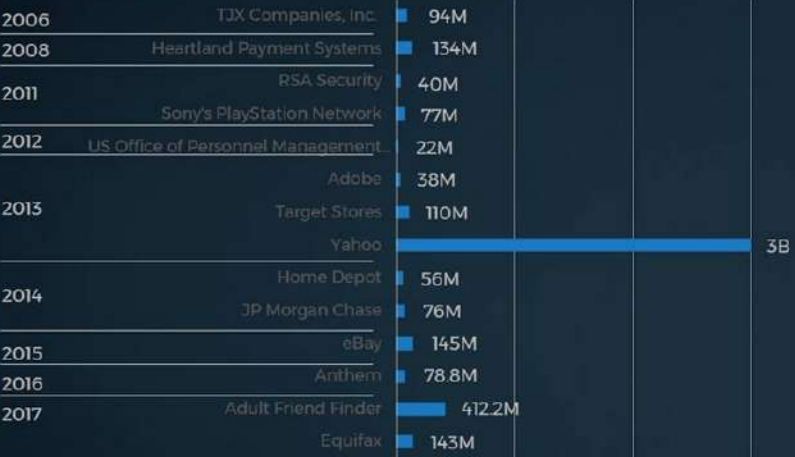 2006 TJX Companies, Inc. 94M
2008 Heartland Payment Systems 134M
2011 RSA Security 40M
Sony's PlayStation Network 77M
2012 US Office of Personnel Management... 22M
Adobe 38M
2013 Target Stores 110M
Yahoo 3B
Home Depot 56M
2014 JP Morgan Chase 76M
2015 eBay 145M
2016 Anthem 78.8M
2017 Adult Friend Finder 412.2M
Equifax 143M